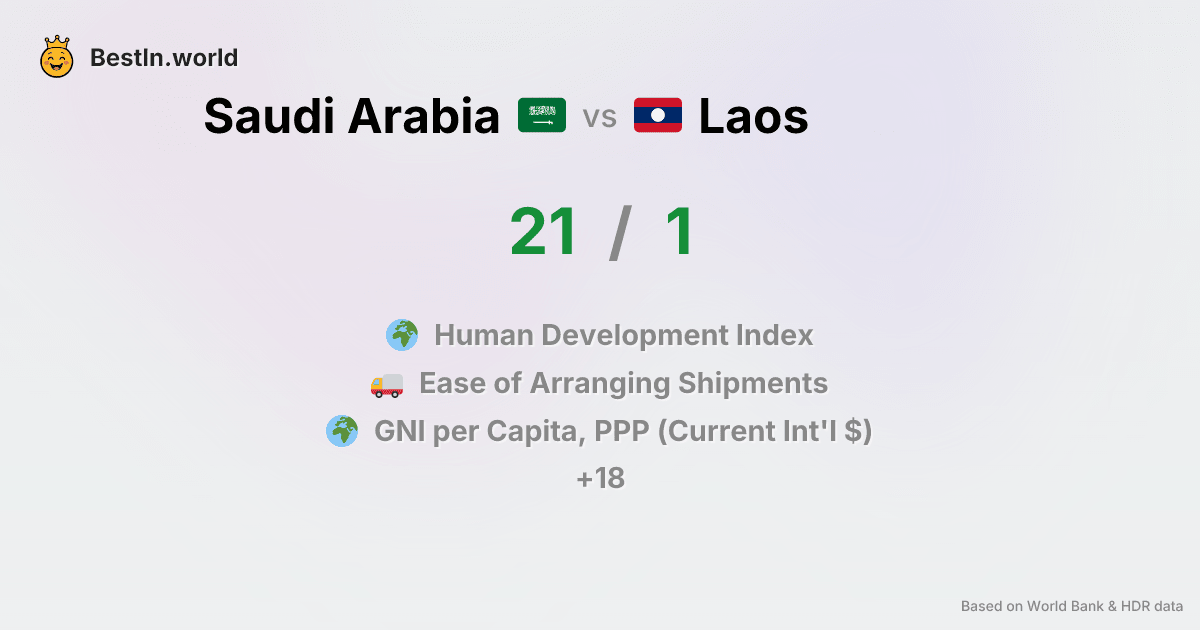 BestIn.world
Saudi Arabia vs Laos
21 / 1
Human Development Index
Ease of Arranging Shipments
GNI per Capita, PPP (Current Int'l $)
+18
Based on World Bank & HDR data